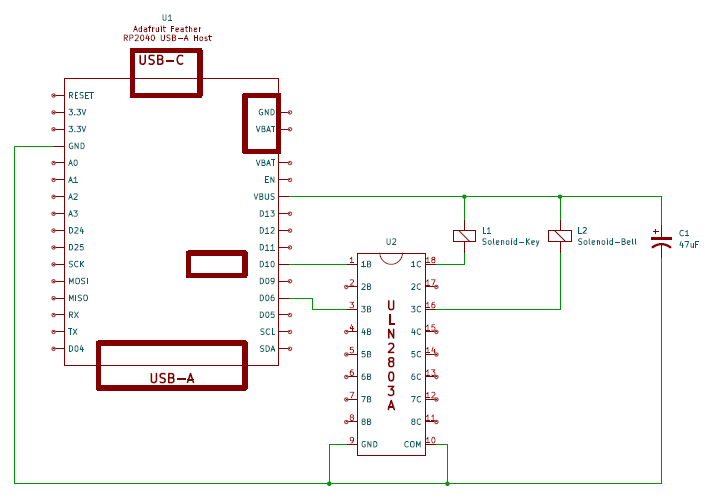 U1
Adafruit Feather
RP2040 USB-A Host
USB-C
RESET
3.3V
3.3V
GND
A0
A1
A2
A3
D24
D25
SCK
MOSI
MISO
RX
TX
D04
GND
VBAT
VBAT
EN
VBUS
D13
D12
D11
D10
D09
D06
D05
SCL
SDA
USB-A
U2
1 1B 1C 18
2 2B 2C 17
3 3B 3C 16
4 4B 4C 15
5 5B 5C 14
6 6B 6C 13
7 7B 7C 12
8 8B 8C 11
9 GND COM 10
ULN2803A
L1
Solenoid-Key
L2
Solenoid-Bell
+
C1
47uF